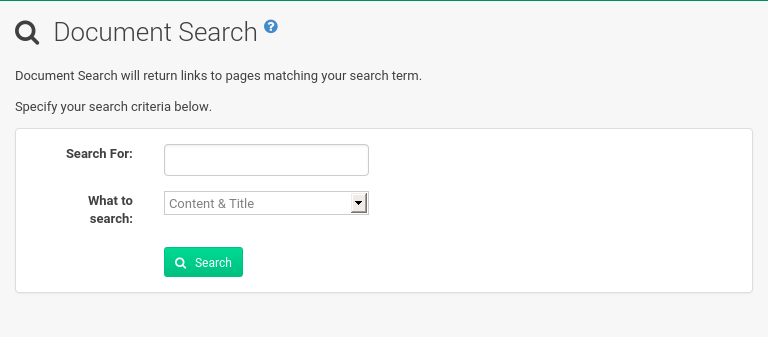 Document Search
Document Search will return links to pages matching your search term.
Specify your search criteria below.
Search For:
What to
search:
Content & Title
Search